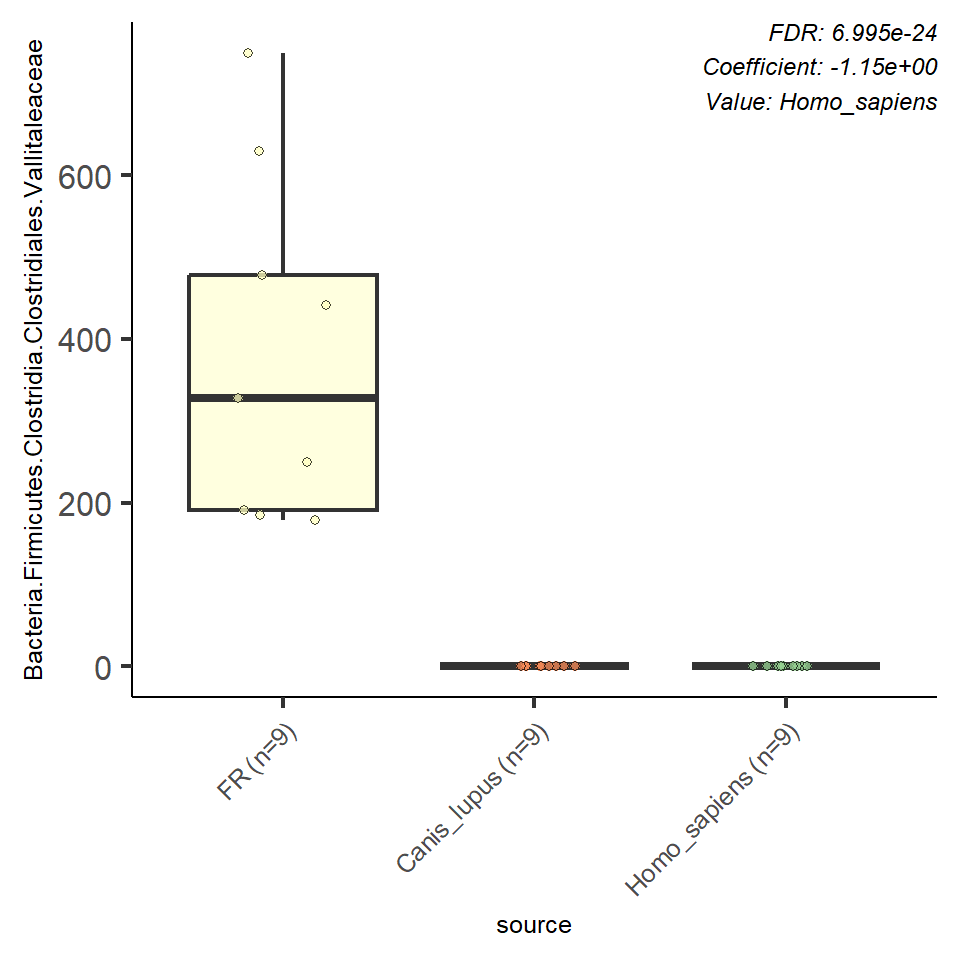 FDR: 6.995e-24
Coefficient: -1.15e+00
Value: Homo_sapiens
Bacteria.Firmicutes.Clostridia.Clostridiales.Vallitaleaceae
600
400
200
0
FR (n=9)
Canis_lupus (n=9)
Homo_sapiens (n=9)
source